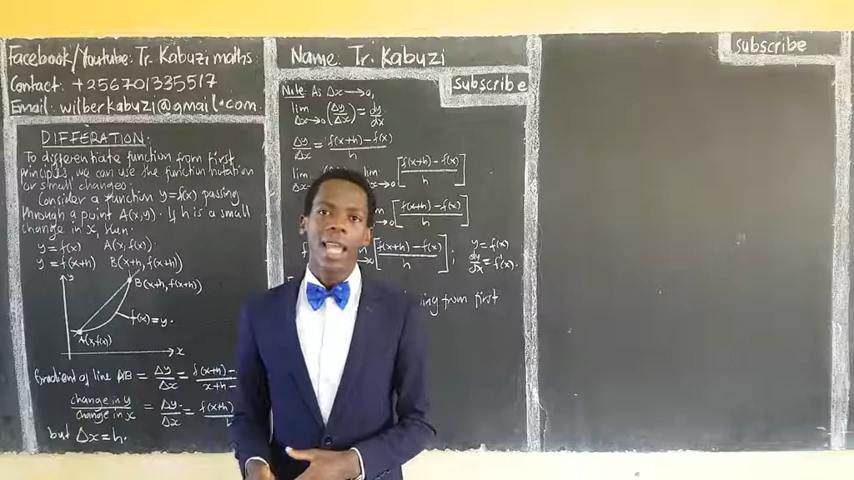 Facebook/Youtube: Tr. Kabuzi maths
Contact: +256701335517
Email: wilberkabuzi@gmail.com
DIFFERATION.
To differentiate function from first
principles, we can use the function notation
or small changes.
Consider a function y=f(x) passing
through a point A(x,y). If h is a small
change in x, then.
y = f(x) A(x, f(x))
y = f(x+h) B(x+h, f(x+h))
y
B(x+h, f(x+h))
f(x)=y.
A(x,f(x))
x
Gradient of line AB = Δy/Δx = f(x+h)-
x+h-
change in y/change in x = Δy/Δx = f(x+h)
h
but Δx=h.
Name: Tr. Kabuzi
subscribe
Note: As Δx→0,
lim Δx→0 (Δy/Δx) = dy/dx
Δy/Δx = f(x+h)-f(x)/h
lim Δx lim →0 [f(x+h)-f(x)/h]
→0 [f(x+h)-f(x)/h]
[f(x+h)-f(x)/h]; y=f(x)
dy/dx=f'(x).
from first
subscribe